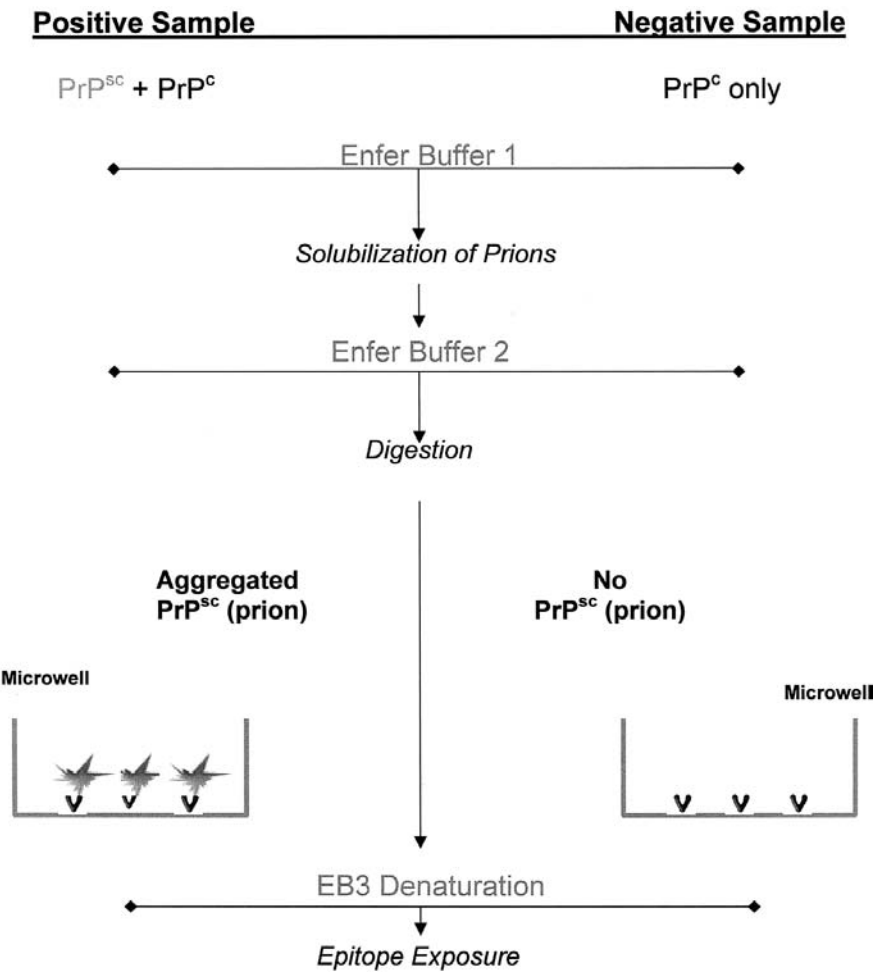 Positive Sample Negative Sample
PrPˢᶜ + PrPᶜ PrPᶜ only
Enfer Buffer 1
Solubilization of Prions
Enfer Buffer 2
Digestion
Aggregated
PrPˢᶜ (prion)
No
PrPˢᶜ (prion)
Microwell
Microwell
EB3 Denaturation
Epitope Exposure